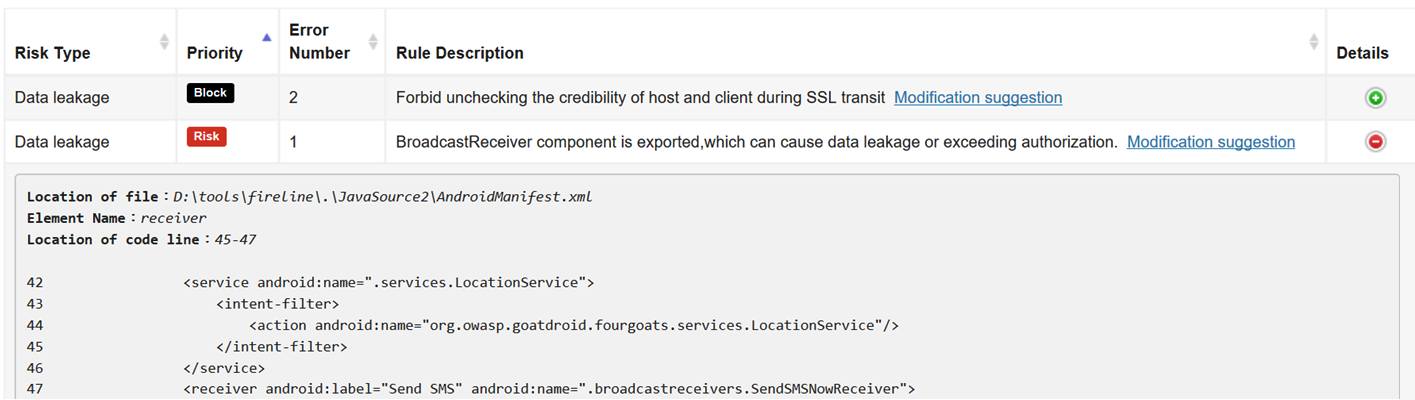 Risk Type Priority Error Number Rule Description Details
Data leakage Block 2 Forbid unchecking the credibility of host and client during SSL transit Modification suggestion
Data leakage Risk 1 BroadcastReceiver component is exported,which can cause data leakage or exceeding authorization. Modification suggestion
Location of file：D:\tools\fireline\.\JavaSource2\AndroidManifest.xml
Element Name：receiver
Location of code line：45-47
42 <service android:name=".services.LocationService">
43 <intent-filter>
44 <action android:name="org.owasp.goatdroid.fourgoats.services.LocationService"/>
45 </intent-filter>
46 </service>
47 <receiver android:label="Send SMS" android:name=".broadcastreceivers.SendSMSNowReceiver">